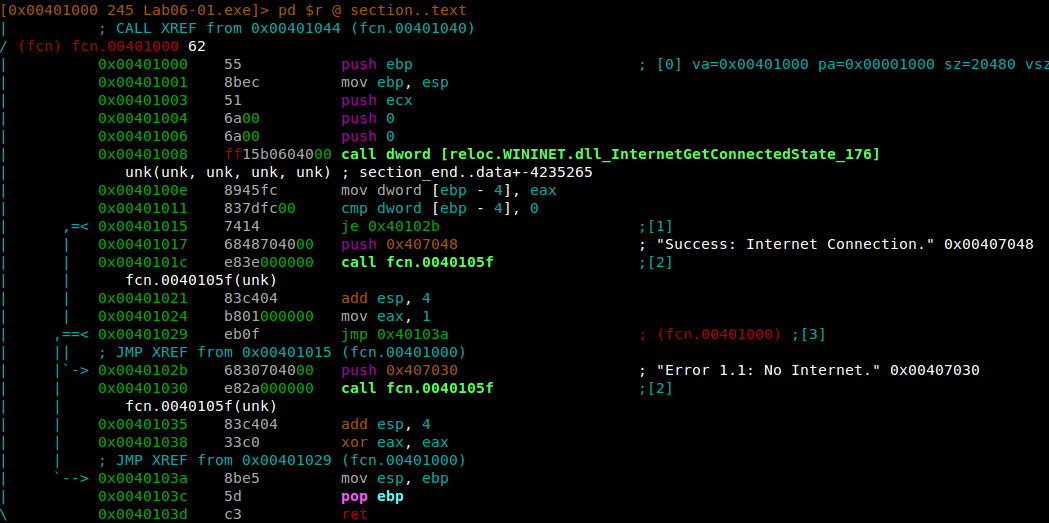 [0x00401000 245 Lab06-01.exe]> pd $r @ section..text
|          ; CALL XREF from 0x00401044 (fcn.00401040)
/ (fcn) fcn.00401000 62
|          0x00401000    55             push ebp                         ; [0] va=0x00401000 pa=0x00001000 sz=20480 vsz
|          0x00401001    8bec           mov ebp, esp
|          0x00401003    51             push ecx
|          0x00401004    6a00           push 0
|          0x00401006    6a00           push 0
|          0x00401008    ff15b0604000   call dword [reloc.WININET.dll_InternetGetConnectedState_176]
|             unk(unk, unk, unk, unk) ; section_end..data+-4235265
|          0x0040100e    8945fc         mov dword [ebp - 4], eax
|          0x00401011    837dfc00       cmp dword [ebp - 4], 0
|      ,=< 0x00401015    7414           je 0x40102b                      ;[1]
|      |   0x00401017    6848704000     push 0x407048                    ; "Success: Internet Connection." 0x00407048
|      |   0x0040101c    e83e000000     call fcn.0040105f                ;[2]
|      |      fcn.0040105f(unk)
|      |   0x00401021    83c404         add esp, 4
|      |   0x00401024    b801000000     mov eax, 1
|     ,==< 0x00401029    eb0f           jmp 0x40103a                     ; (fcn.00401000) ;[3]
|     ||   ; JMP XREF from 0x00401015 (fcn.00401000)
|     |`-> 0x0040102b    6830704000     push 0x407030                    ; "Error 1.1: No Internet." 0x00407030
|     |    0x00401030    e82a000000     call fcn.0040105f                ;[2]
|     |       fcn.0040105f(unk)
|     |    0x00401035    83c404         add esp, 4
|     |    0x00401038    33c0           xor eax, eax
|     |    ; JMP XREF from 0x00401029 (fcn.00401000)
|     `--> 0x0040103a    8be5           mov esp, ebp
|          0x0040103c    5d             pop ebp
\          0x0040103d    c3             ret